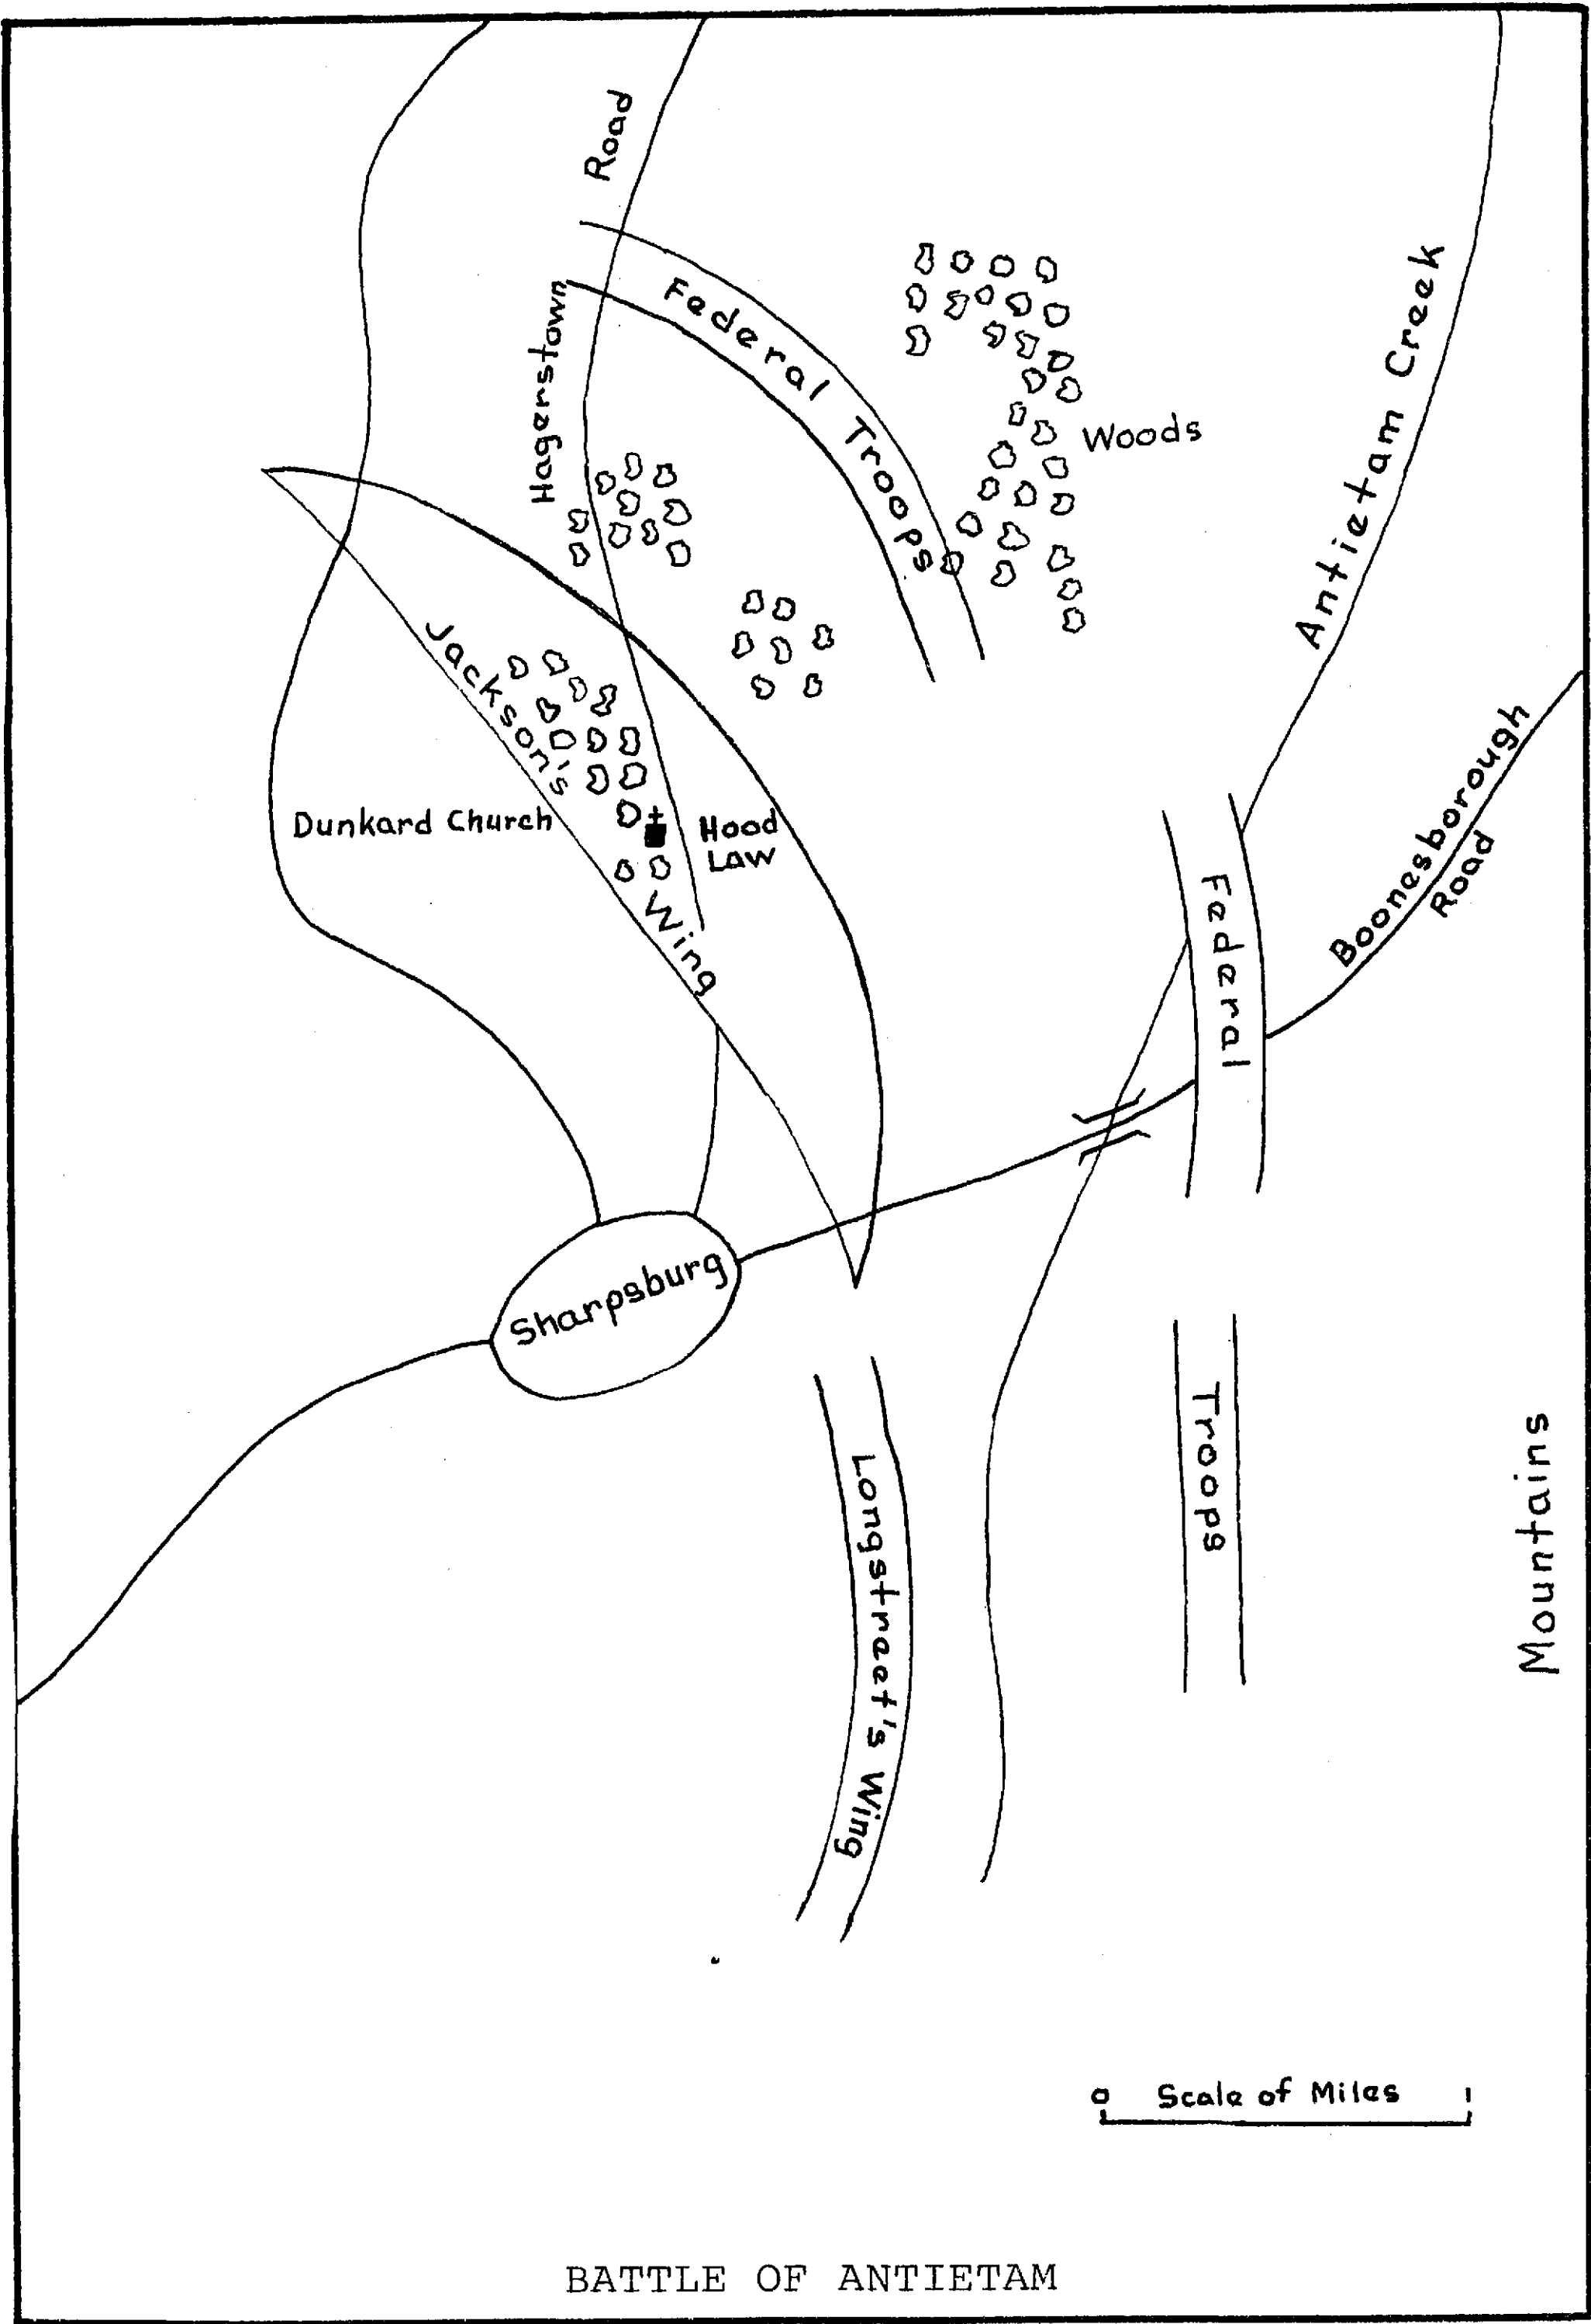 Road
Hagerstown
Federal Troops
Woods
Antietam Creek
Jackson's
Wing
Dunkard Church
Hood
Law
Boonesborough
Road
Federal
Troops
Sharpsburg
Longstreet's Wing
Mountains
0 Scale of Miles 1
BATTLE OF ANTIETAM